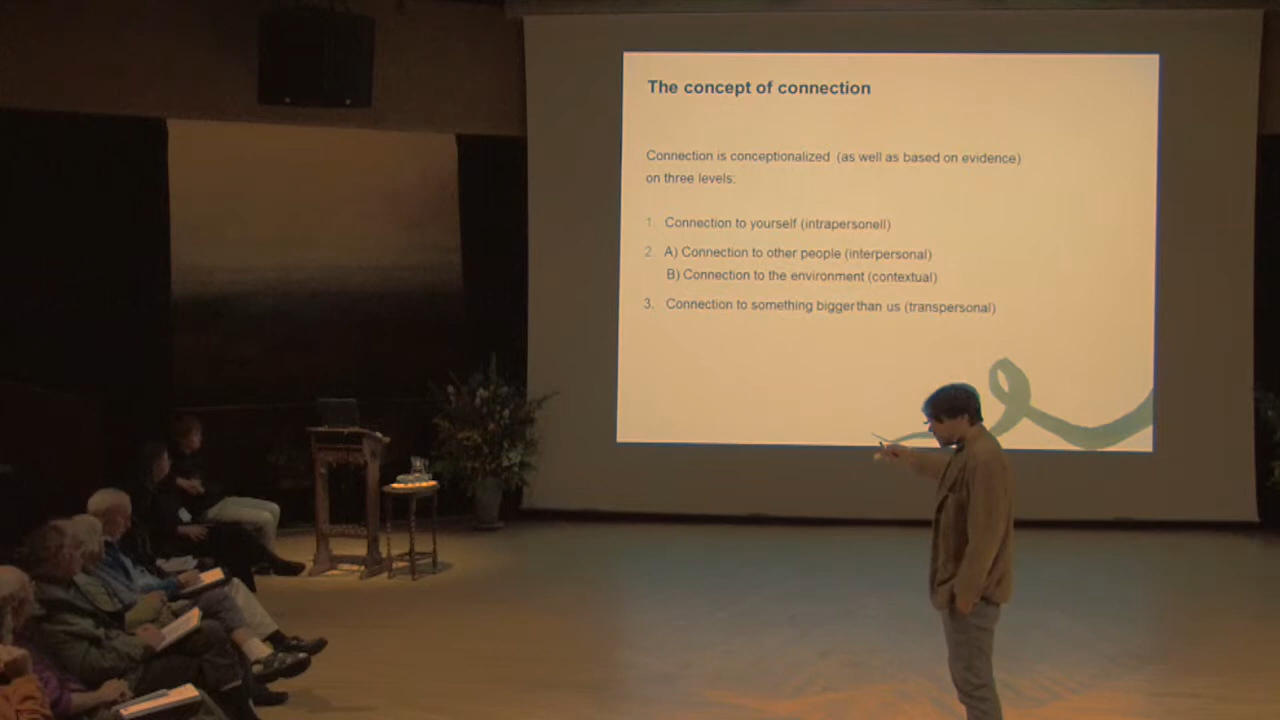 The concept of connection
Connection is conceptionalized (as well as based on evidence)
on three levels:
1. Connection to yourself (intrapersonell)
2. A) Connection to other people (interpersonal)
B) Connection to the environment (contextual)
3. Connection to something bigger than us (transpersonal)